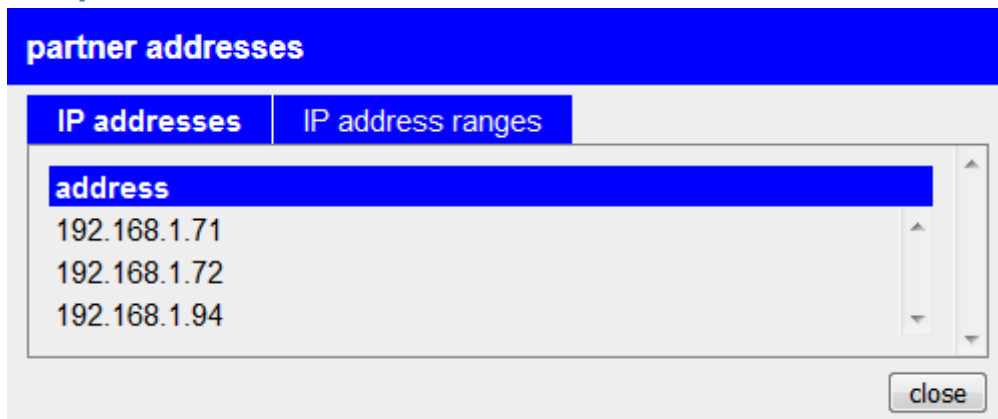 partner addresses
IP addresses IP address ranges
address
192.168.1.71
192.168.1.72
192.168.1.94
close